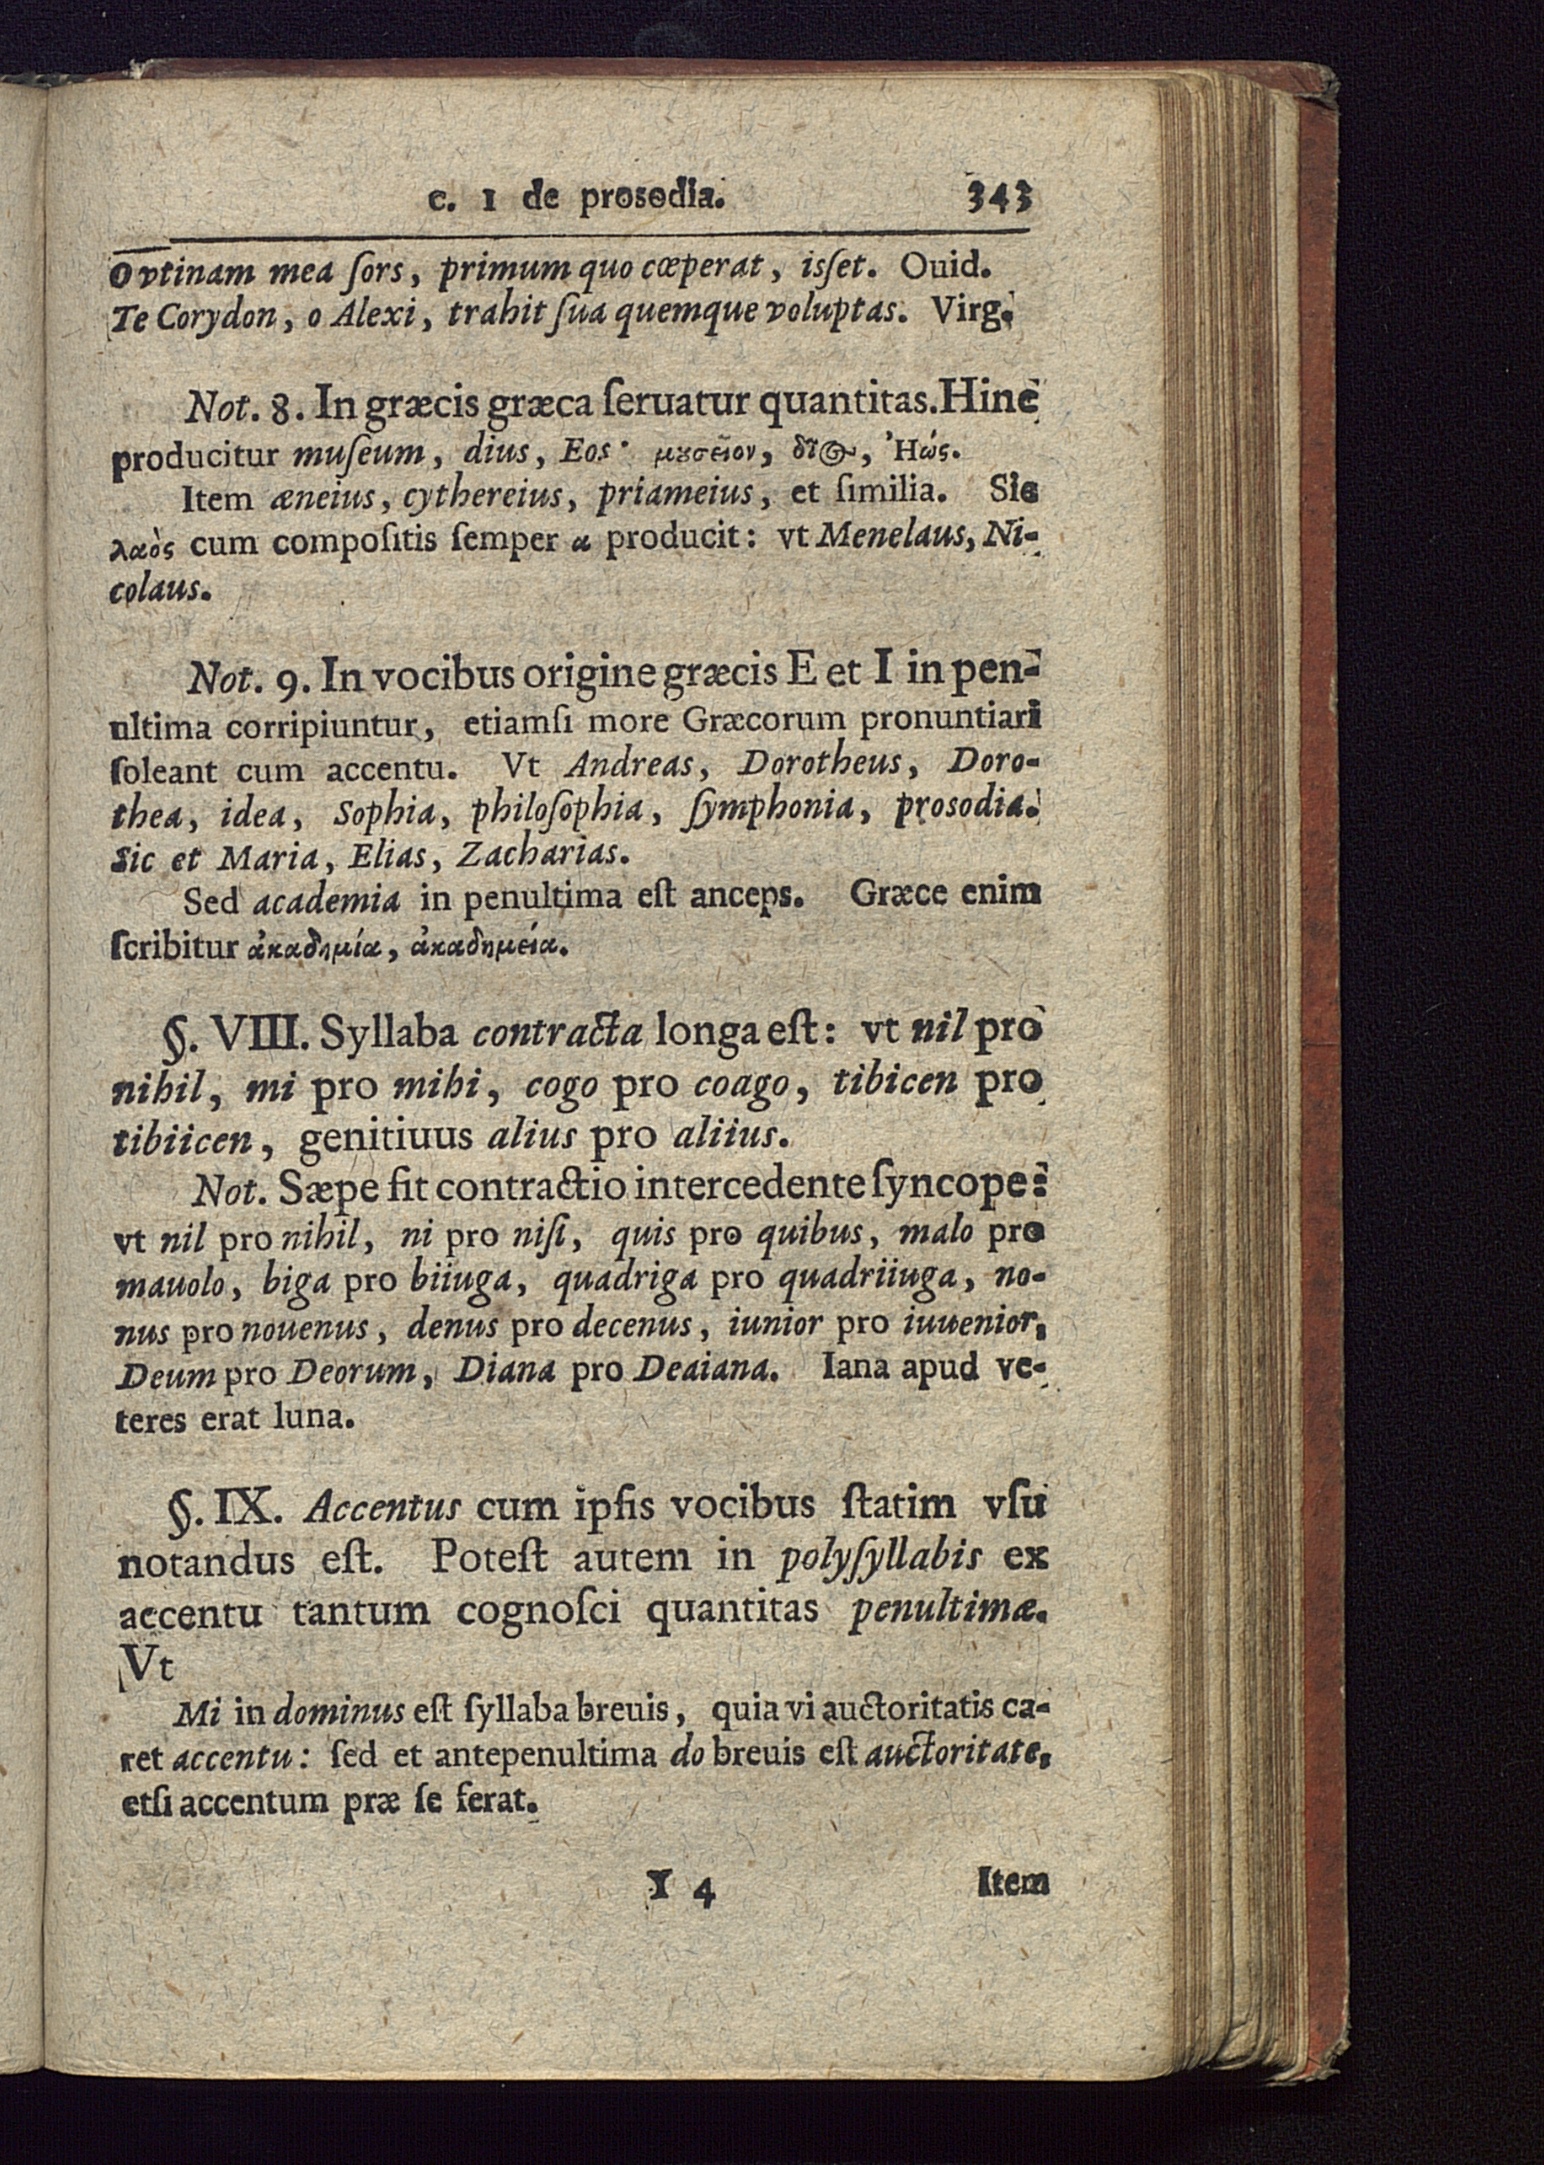 c. 1 de prosodia. 343
O vtinam mea ſors, primum quo cœperat, isſet. Ouid.
Te Corydon, o Alexi, trahit ſua quemque voluptas. Virg.
Not. 8. In græcis græca ſeruatur quantitas. Hinc
producitur muſeum, dius, Eos· μȣσεῖον, δῖος, Ἠώς.
Item æneius, cythereius, priameius, et ſimilia. Sic
λαὸς cum compoſitis ſemper α producit: vt Menelaus, Ni-
colaus.
Not. 9. In vocibus origine græcis E et I in pen-
ultima corripiuntur, etiamſi more Græcorum pronuntiari
ſoleant cum accentu. Vt Andreas, Dorotheus, Doro-
thea, idea, Sophia, philoſophia, ſymphonia, prosodia.
Sic et Maria, Elias, Zacharias.
Sed academia in penultima eſt anceps. Græce enim
ſcribitur ἀκαδημία, ἀκαδημεία.
§. VIII. Syllaba contracta longa eſt: vt nil pro
nihil, mi pro mihi, cogo pro coago, tibicen pro
tibiicen, genitiuus alius pro aliius.
Not. Sæpe fit contractio intercedente ſyncope:
vt nil pro nihil, ni pro niſi, quis pro quibus, malo pro
mauolo, biga pro biiuga, quadriga pro quadriiuga, no-
nus pro nouenus, denus pro decenus, iunior pro iuuenior,
Deum pro Deorum, Diana pro Deaiana. Iana apud ve-
teres erat luna.
§. IX. Accentus cum ipſis vocibus ſtatim vſu
notandus eſt. Poteſt autem in polyſyllabis ex
accentu tantum cognoſci quantitas penultimæ.
Vt
Mi in dominus eſt ſyllaba breuis, quia vi auctoritatis ca-
ret accentu: ſed et antepenultima do breuis eſt auctoritate,
etſi accentum præ ſe ferat.
Y 4 Item